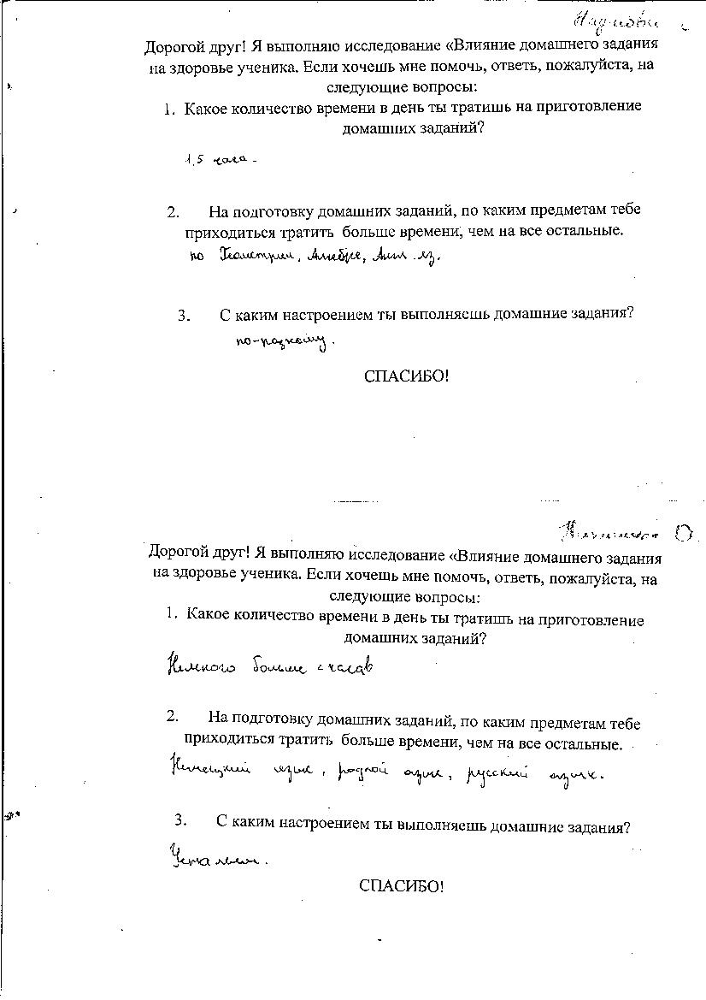 Дорогой друг! Я выполняю исследование «Влияние домашнего задания
на здоровье ученика. Если хочешь мне помочь, ответь, пожалуйста, на
следующие вопросы:
1. Какое количество времени в день ты тратишь на приготовление
домашних заданий?
1,5 часа.
2. На подготовку домашних заданий, по каким предметам тебе
приходиться тратить больше времени, чем на все остальные.
по Геометрии, Алгебре, Англ. яз.
3. С каким настроением ты выполняешь домашние задания?
по-разному.
СПАСИБО!
Дорогой друг! Я выполняю исследование «Влияние домашнего задания
на здоровье ученика. Если хочешь мне помочь, ответь, пожалуйста, на
следующие вопросы:
1. Какое количество времени в день ты тратишь на приготовление
домашних заданий?
Немного больше часов
2. На подготовку домашних заданий, по каким предметам тебе
приходиться тратить больше времени, чем на все остальные.
Немецкий язык, родной язык, русский язык.
3. С каким настроением ты выполняешь домашние задания?
СПАСИБО!